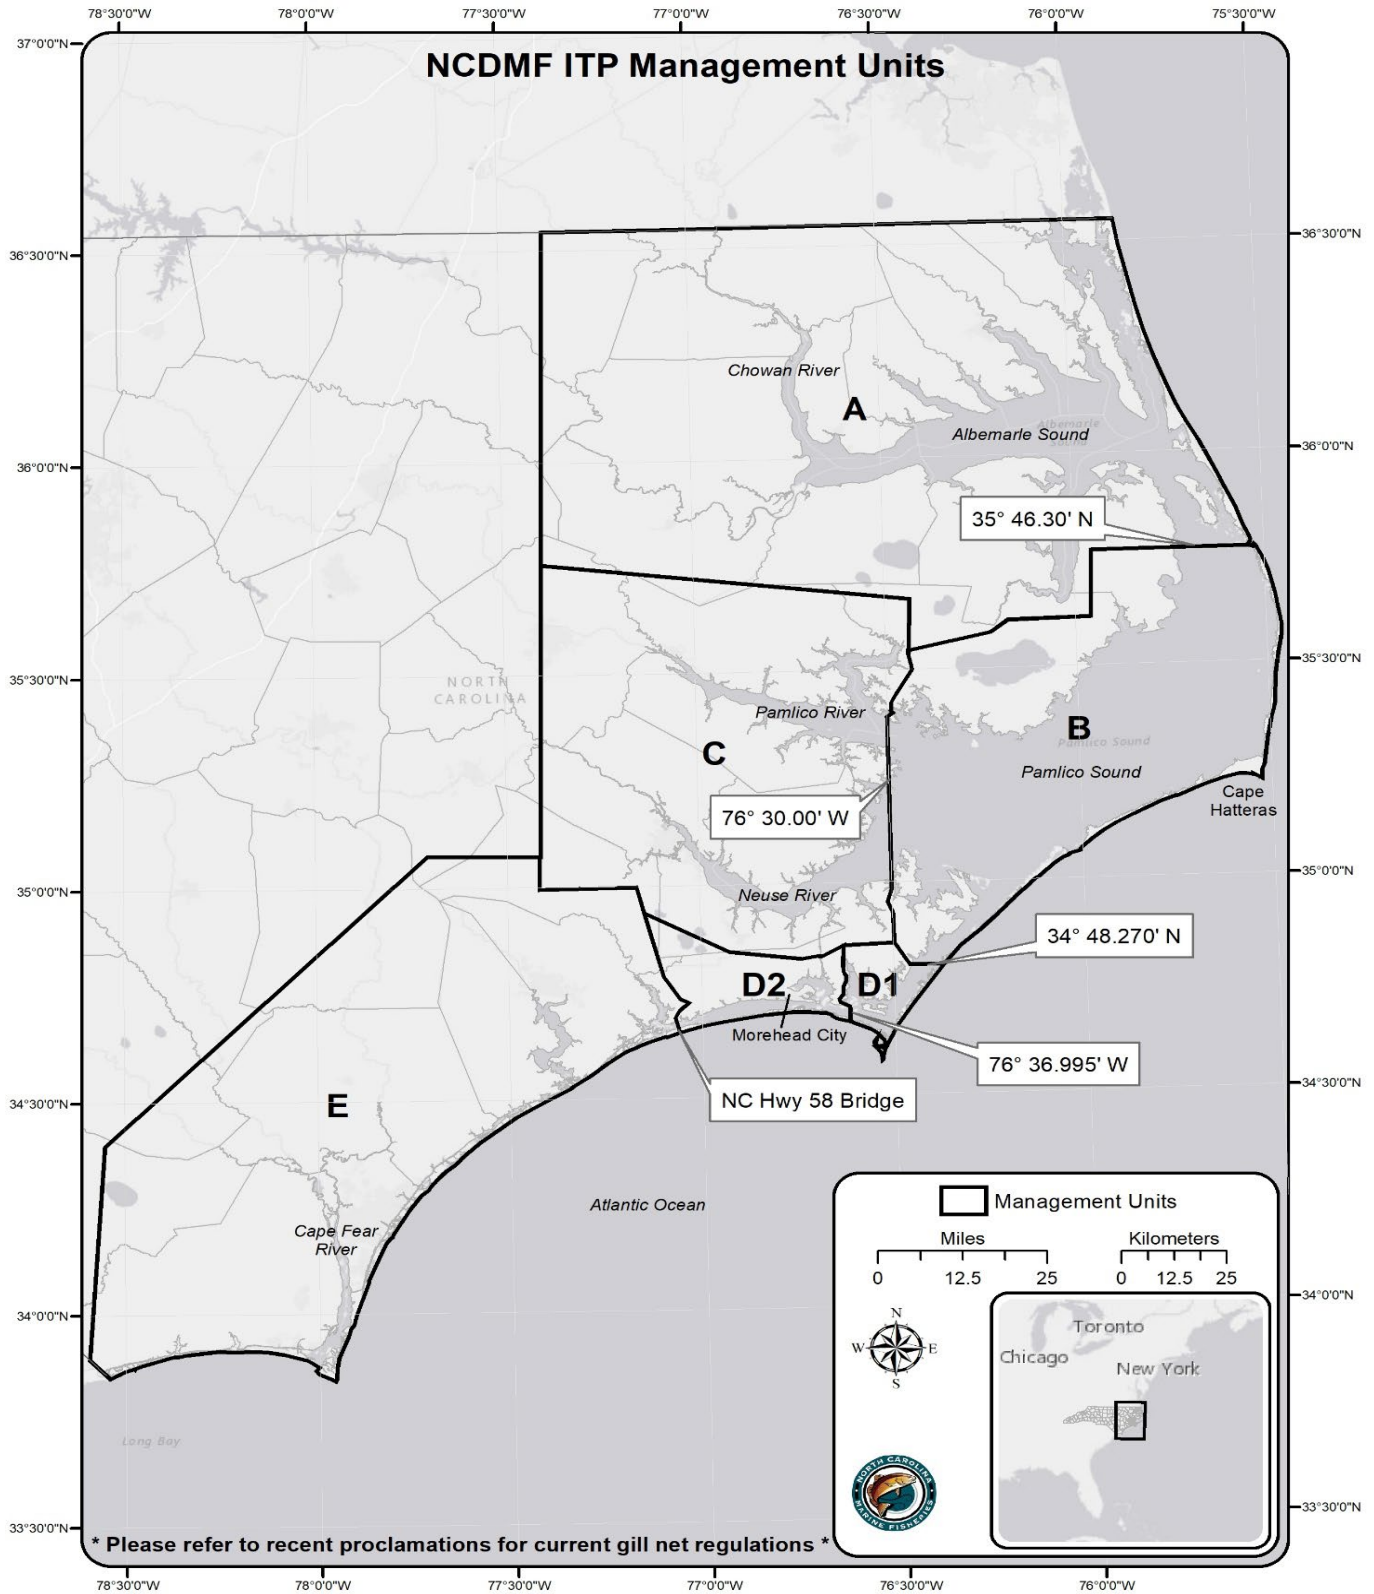 78°30'0"W 78°0'0"W 77°30'0"W 77°0'0"W 76°30'0"W 76°0'0"W 75°30'0"W
37°0'0"N
NCDMF ITP Management Units
36°30'0"N
36°30'0"N
Chowan River
A
Albemarle Sound
Albemarle Sound
36°0'0"N
36°0'0"N
35° 46.30' N
35°30'0"N
35°30'0"N
NORTH
CAROLINA
Pamlico River
B
C
Pamlico Sound
Pamlico Sound
Cape
Hatteras
76° 30.00' W
35°0'0"N
35°0'0"N
Neuse River
34° 48.270' N
D2
D1
Morehead City
76° 36.995' W
34°30'0"N
NC Hwy 58 Bridge
34°30'0"N
E
Atlantic Ocean
Cape Fear
River
Management Units
Miles
0 12.5 25
Kilometers
0 12.5 25
34°0'0"N
34°0'0"N
N
W E
S
Toronto
Chicago
New York
Long Bay
NORTH CAROLINA
MARINE FISHERIES
33°30'0"N
33°30'0"N
* Please refer to recent proclamations for current gill net regulations *
78°30'0"W 78°0'0"W 77°30'0"W 77°0'0"W 76°30'0"W 76°0'0"W